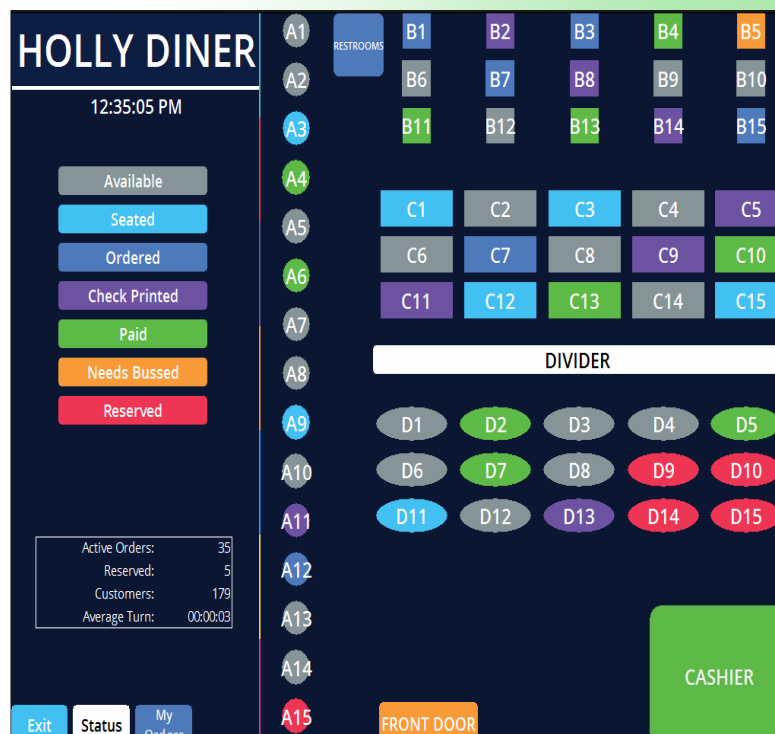 HOLLY DINER
12:35:05 PM
Available
Seated
Ordered
Check Printed
Paid
Needs Bussed
Reserved
Active Orders: 35
Reserved: 5
Customers: 179
Average Turn: 00:00:03
Exit
Status
My
Orders
A1
A2
A3
A4
A5
A6
A7
A8
A9
A10
A11
A12
A13
A14
A15
RESTROOMS
B1 B2 B3 B4 B5
B6 B7 B8 B9 B10
B11 B12 B13 B14 B15
C1 C2 C3 C4 C5
C6 C7 C8 C9 C10
C11 C12 C13 C14 C15
DIVIDER
D1 D2 D3 D4 D5
D6 D7 D8 D9 D10
D11 D12 D13 D14 D15
CASHIER
FRONT DOOR